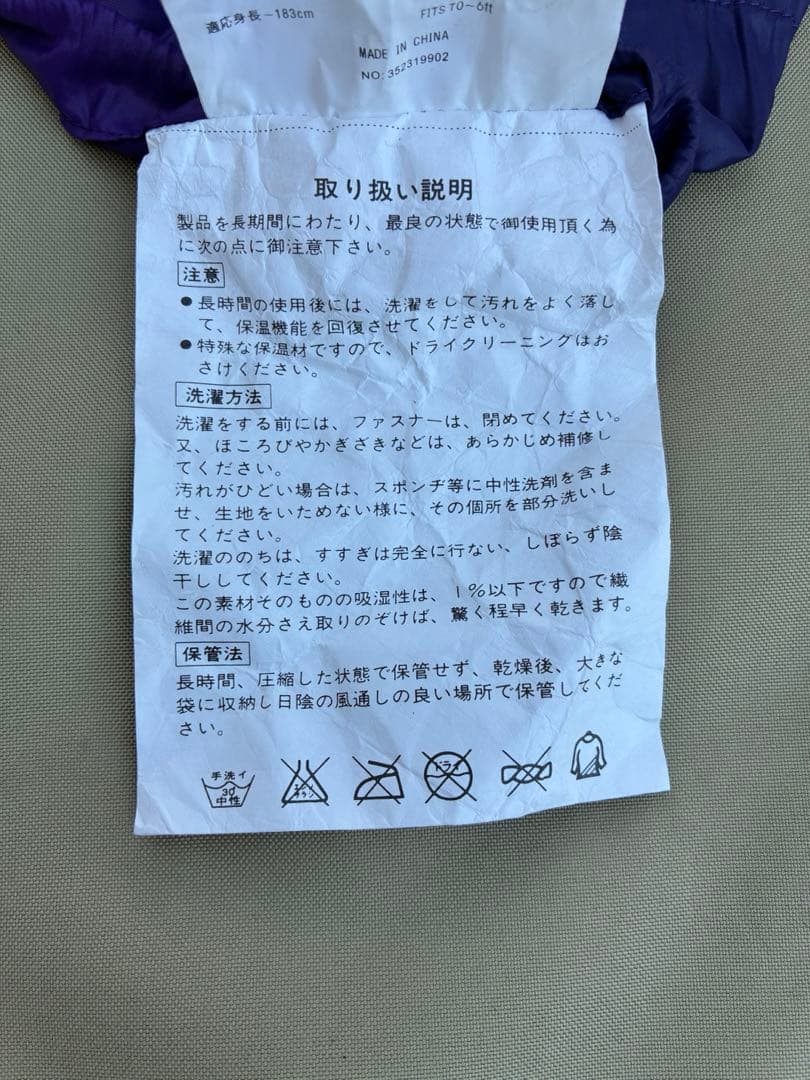 適応身長~183cm FITS TO~6ft
MADE IN CHINA
NO: 352319902
取り扱い説明
製品を長期間にわたり、最良の状態で御使用頂く為
に次の点に御注意下さい。
注意
●長時間の使用後には、洗濯をして汚れをよく落し
て、保温機能を回復させてください。
●特殊な保温材ですので、ドライクリーニングはお
さけください。
洗濯方法
洗濯をする前には、ファスナーは、閉めてください。
又、ほころびやかぎざきなどは、あらかじめ補修し
てください。
汚れがひどい場合は、スポンヂ等に中性洗剤を含ま
せ、生地をいためない様に、その個所を部分洗いし
てください。
洗濯ののちは、すすぎは完全に行ない、しぼらず陰
干ししてください。
この素材そのものの吸湿性は、1%以下ですので繊
維間の水分さえ取りのぞけば、驚く程早く乾きます。
保管法
長時間、圧縮した状態で保管せず、乾燥後、大きな
袋に収納し日陰の風通しの良い場所で保管してくだ
さい。
手洗イ
30
中性
エンソ
サラシ
ドライ